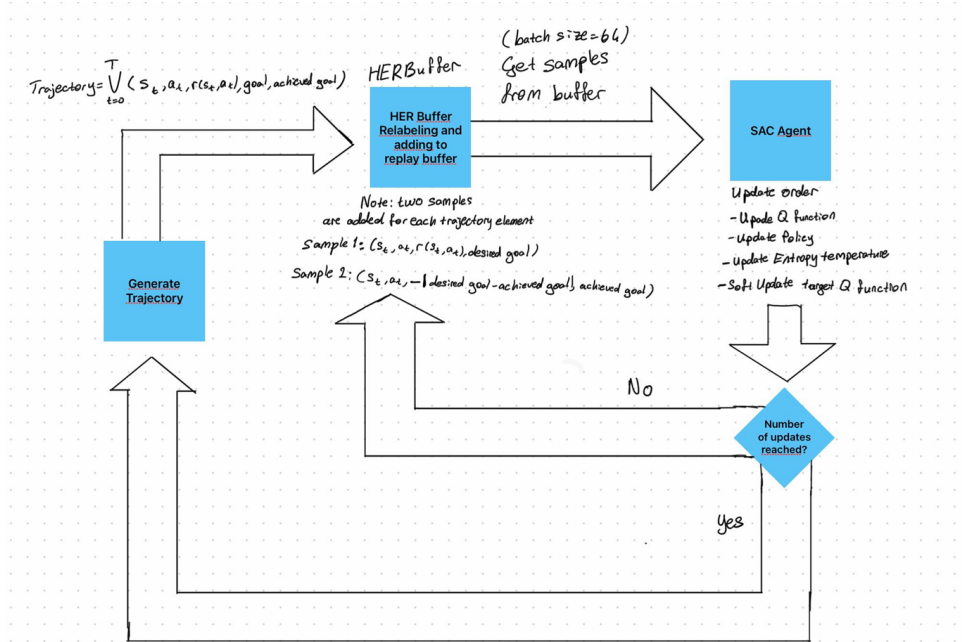 Trajectory = ⋁ (s_t, a_t, r(s_t, a_t), goal, achieved goal)
T
t=0
HERBuffer
(batch size=64)
Get samples
from buffer
HER Buffer
Relabeling and
adding to
replay buffer
SAC Agent
Note: two samples
are added for each trajectory element
Sample 1: (s_t, a_t, r(s_t, a_t), desired goal)
Sample 2: (s_t, a_t, -|desired goal-achieved goal|, achieved goal)
Update order
- Upade Q function
- Update Policy
- Update Entropy temperature
- Soft Update target Q function
Generate
Trajectory
No
Number
of updates
reached?
Yes